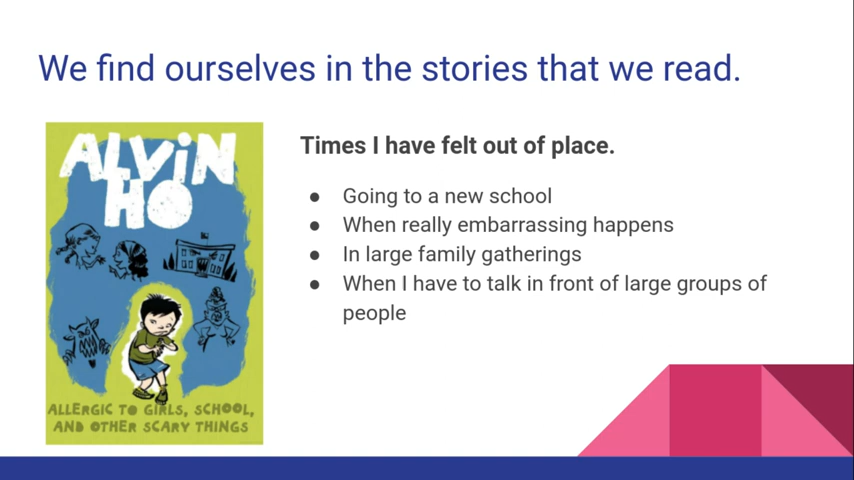 We find ourselves in the stories that we read.
ALViN
HO
ALLERGIC TO GIRLS, SCHOOL,
AND OTHER SCARY THINGS
Times I have felt out of place.
● Going to a new school
● When really embarrassing happens
● In large family gatherings
● When I have to talk in front of large groups of
people